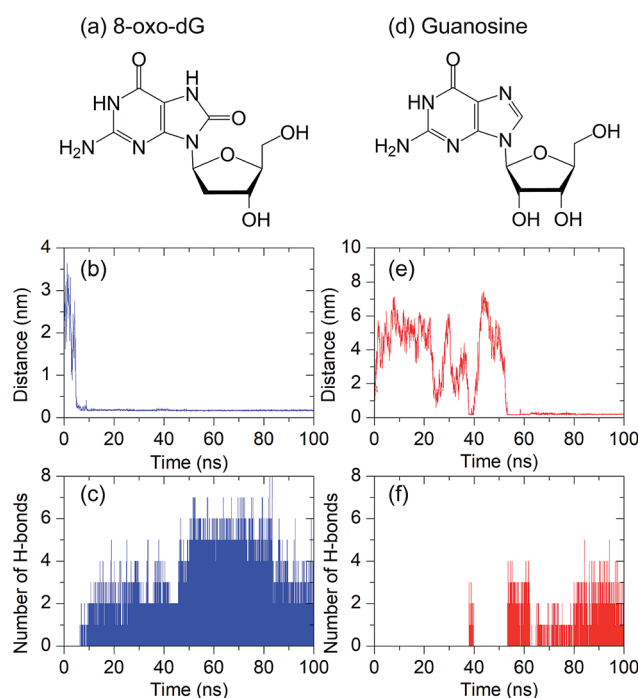 (a) 8-oxo-dG
(d) Guanosine
O
H
N
HN
O
H₂N
N
N
O
OH
OH
O
N
HN
H₂N
N
N
O
OH
OH OH
(b)
4
3
2
1
0
Distance (nm)
0 20 40 60 80 100
Time (ns)
(e)
10
8
6
4
2
0
Distance (nm)
0 20 40 60 80 100
Time (ns)
(c)
8
6
4
2
0
Number of H-bonds
0 20 40 60 80 100
Time (ns)
(f)
8
6
4
2
0
Number of H-bonds
0 20 40 60 80 100
Time (ns)